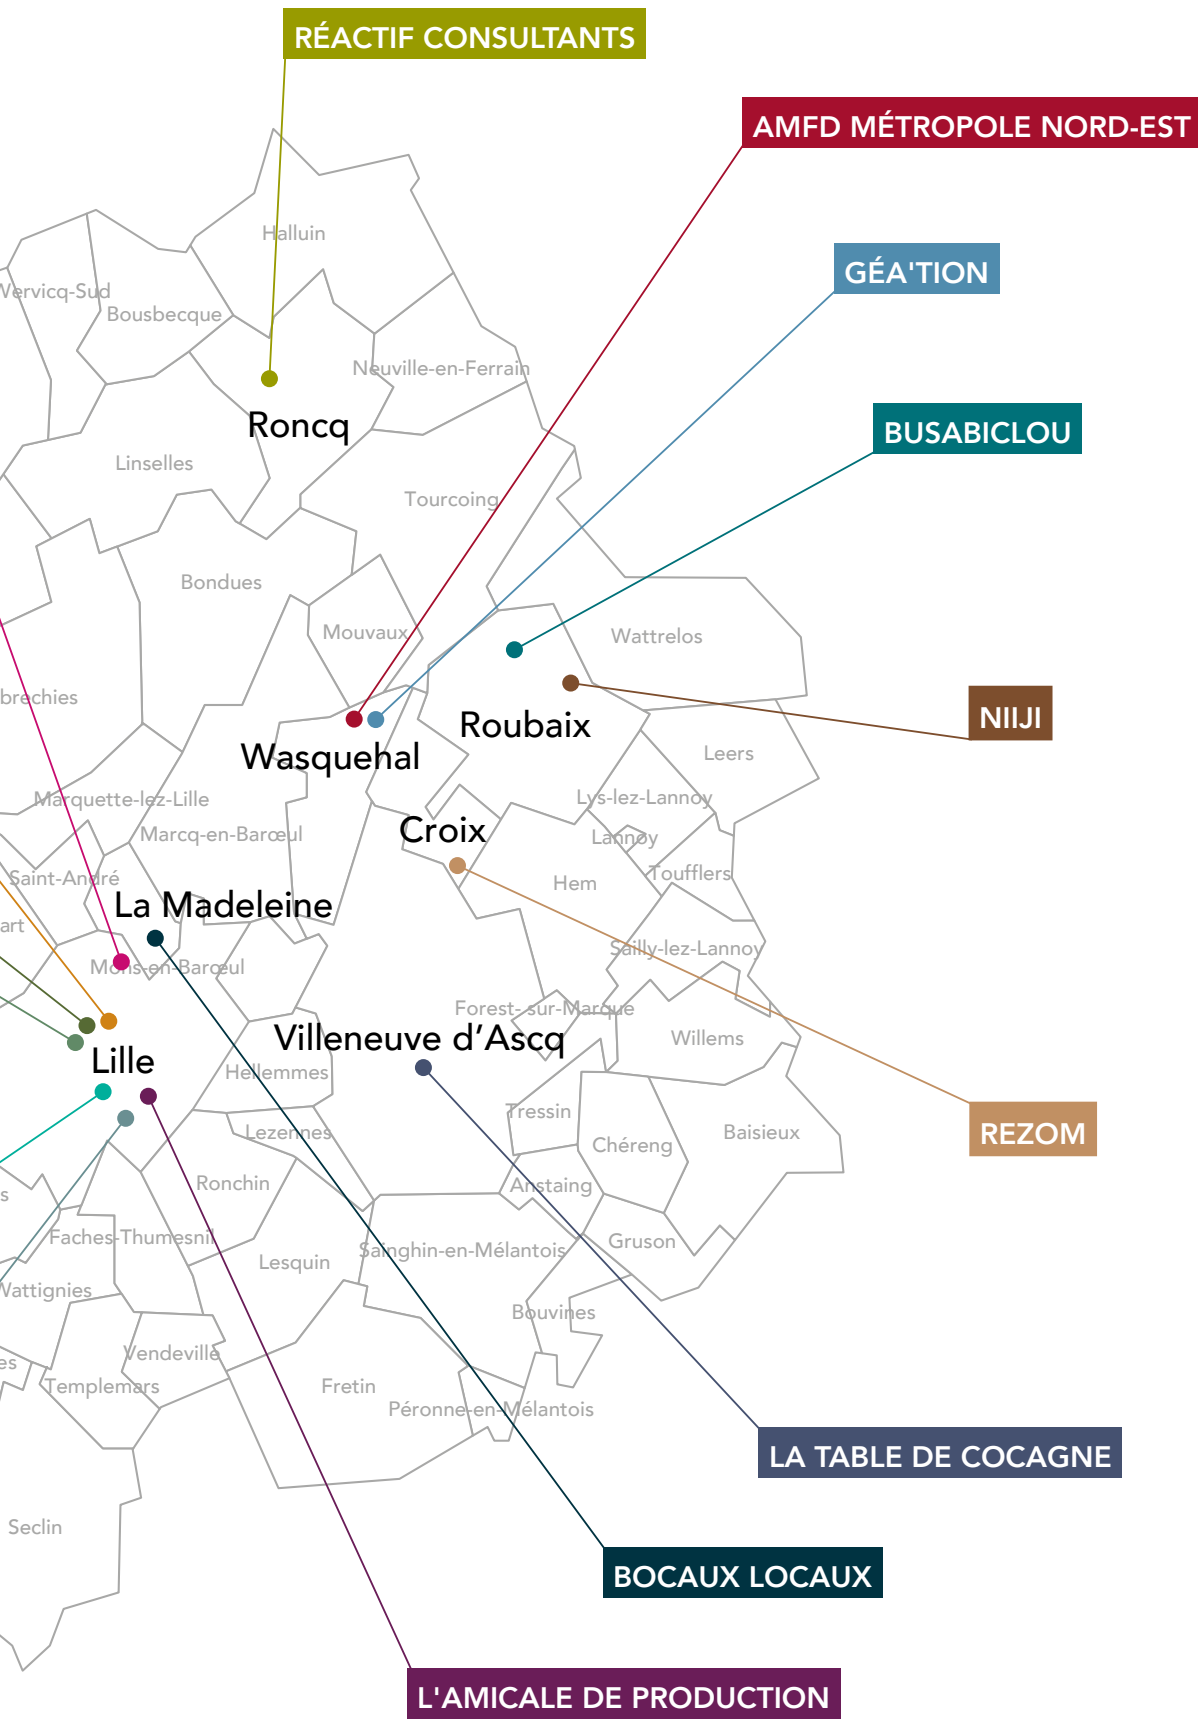 RÉACTIF CONSULTANTS
AMFD MÉTROPOLE NORD-EST
Halluin
GÉA'TION
Wervicq-Sud
Bousbecque
Neuville-en-Ferrain
Roncq
BUSABICLOU
Linselles
Tourcoing
Bondues
Mouvaux
Wattrelos
brechies
NIIJI
Roubaix
Wasquehal
Leers
Marquette-lez-Lille
Lys-lez-Lannoy
Marcq-en-Barœul
Croix
Lannoy
Saint-André
Hem
Toufflers
La Madeleine
art
Sailly-lez-Lannoy
Mons-en-Barœul
Forest-sur-Marque
Villeneuve d'Ascq
Willems
Lille
Hellemmes
Tressin
Lezennes
Chéreng
Baisieux
REZOM
Ronchin
Anstaing
s
Faches-Thumesnil
Gruson
Sainghin-en-Mélantois
Lesquin
Wattignies
Bouvines
Vendeville
es
Templemars
Fretin
Péronne-en-Mélantois
LA TABLE DE COCAGNE
Seclin
BOCAUX LOCAUX
L'AMICALE DE PRODUCTION